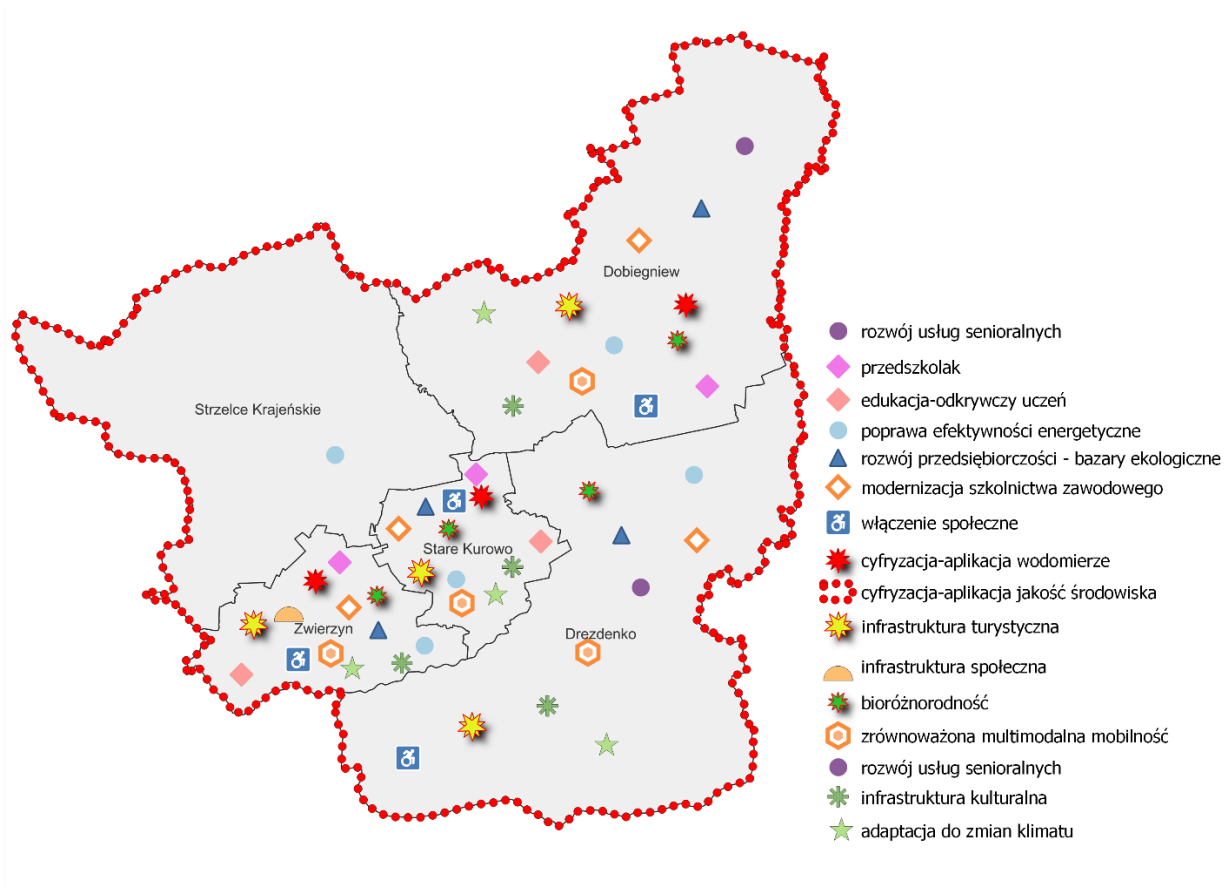 Dobiegniew
Strzelce Krajeńskie
Stare Kurowo
Zwierzyn
Drezdenko
rozwój usług senioralnych
przedszkolak
edukacja-odkrywczy uczeń
poprawa efektywności energetyczne
rozwój przedsiębiorczości - bazary ekologiczne
modernizacja szkolnictwa zawodowego
włączenie społeczne
cyfryzacja-aplikacja wodomierze
cyfryzacja-aplikacja jakość środowiska
infrastruktura turystyczna
infrastruktura społeczna
bioróżnorodność
zrównoważona multimodalna mobilność
rozwój usług senioralnych
infrastruktura kulturalna
adaptacja do zmian klimatu